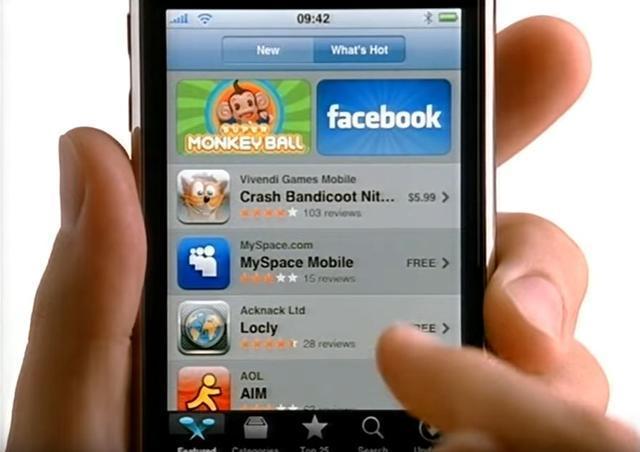 09:42
New
What's Hot
SUPER
MONKEY BALL
facebook
Vivendi Games Mobile
Crash Bandicoot Nit...
$5.99
103 reviews
MySpace.com
MySpace Mobile
FREE
15 reviews
Acknack Ltd
Locly
28 reviews
AOL
AIM
Featured
Categories
Top 25
Search